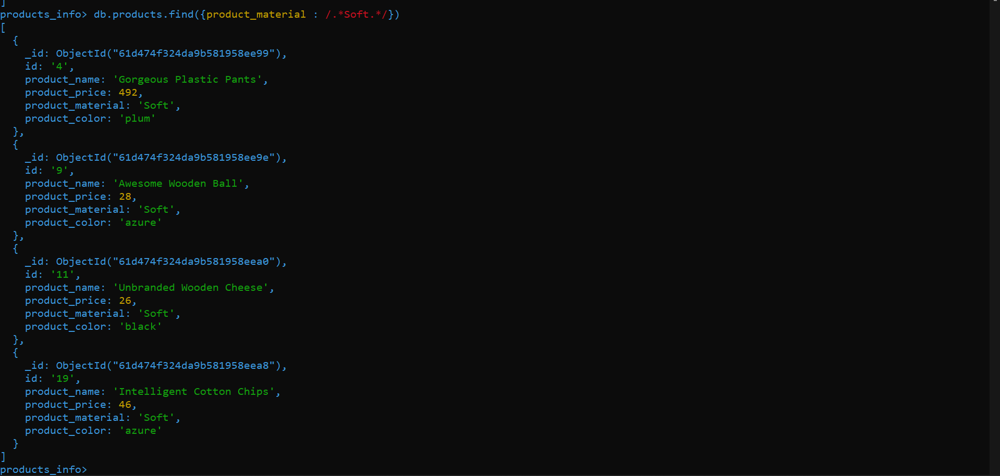 ]
products_info> db.products.find({product_material : /.*Soft.*/})
[
  {
    _id: ObjectId("61d474f324da9b581958ee99"),
    id: '4',
    product_name: 'Gorgeous Plastic Pants',
    product_price: 492,
    product_material: 'Soft',
    product_color: 'plum'
  },
  {
    _id: ObjectId("61d474f324da9b581958ee9e"),
    id: '9',
    product_name: 'Awesome Wooden Ball',
    product_price: 28,
    product_material: 'Soft',
    product_color: 'azure'
  },
  {
    _id: ObjectId("61d474f324da9b581958eea0"),
    id: '11',
    product_name: 'Unbranded Wooden Cheese',
    product_price: 26,
    product_material: 'Soft',
    product_color: 'black'
  },
  {
    _id: ObjectId("61d474f324da9b581958eea8"),
    id: '19',
    product_name: 'Intelligent Cotton Chips',
    product_price: 46,
    product_material: 'Soft',
    product_color: 'azure'
  }
]
products_info>